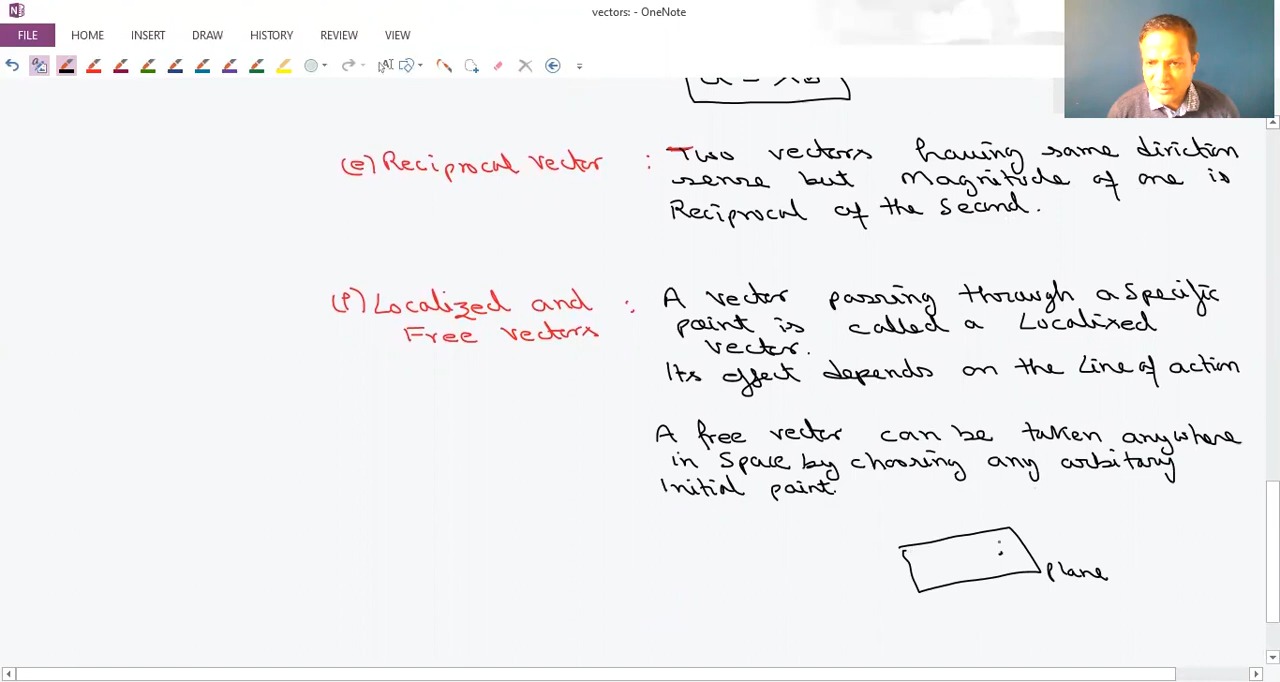 vectors: - OneNote
FILE HOME INSERT DRAW HISTORY REVIEW VIEW
(e) Reciprocal vector : Two vectors having same diriction
sense but Magnitude of one is
Reciprocal of the Second.
(f) Localized and : A vector passing through a specific
Free vectors point is called a Localized
vector.
Its effect depends on the Line of action
A free vector can be taken anywhere
in Space by choosing any arbitary
Initial point.
plane